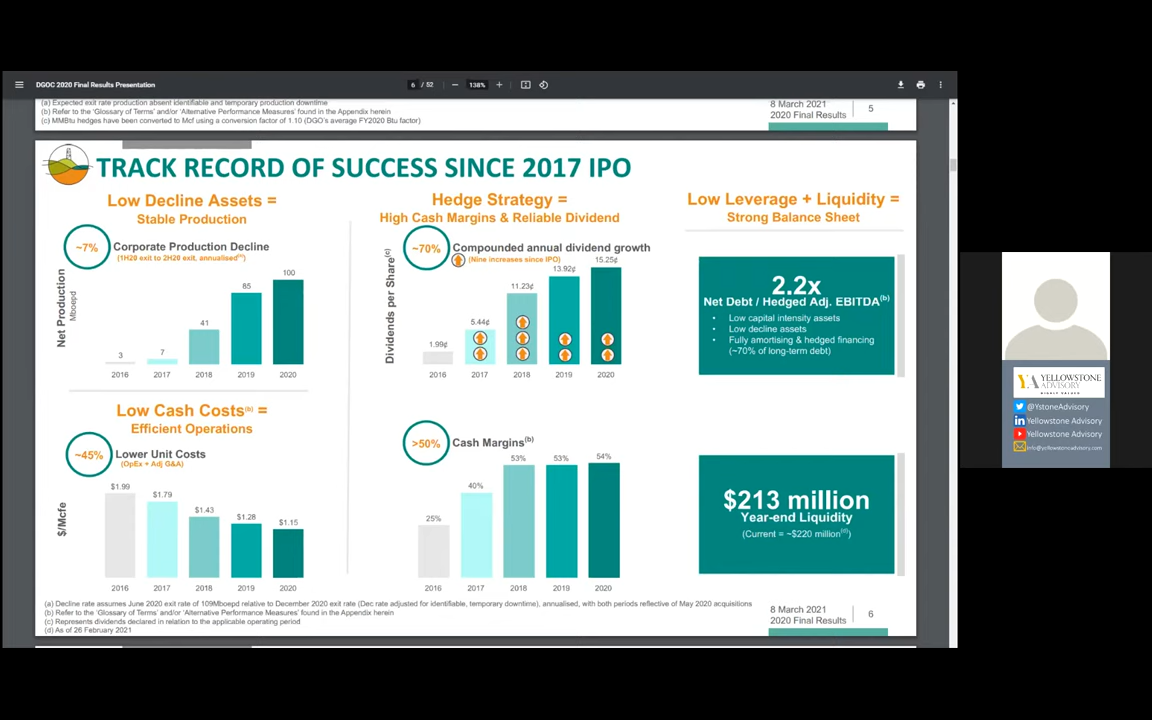 DGOC 2020 Final Results Presentation
6 / 52
138%
(a) Expected exit rate production absent identifiable and temporary production downtime
(b) Refer to the 'Glossary of Terms' and/or 'Alternative Performance Measures' found in the Appendix herein
(c) MMBtu hedges have been converted to Mcf using a conversion factor of 1.10 (DGO's average FY2020 Btu factor)
8 March 2021
2020 Final Results
5
TRACK RECORD OF SUCCESS SINCE 2017 IPO
Low Decline Assets =
Stable Production
~7%
Corporate Production Decline
(1H20 exit to 2H20 exit, annualised(a))
Net Production
Mboepd
3
7
41
85
100
2016
2017
2018
2019
2020
Low Cash Costs(b) =
Efficient Operations
~45%
Lower Unit Costs
(OpEx + Adj G&A)
$/Mcfe
$1.99
$1.79
$1.43
$1.28
$1.15
2016
2017
2018
2019
2020
Hedge Strategy =
High Cash Margins & Reliable Dividend
~70%
Compounded annual dividend growth
(Nine increases since IPO)
Dividends per Share(c)
1.99¢
5.44¢
11.23¢
13.92¢
15.25¢
2016
2017
2018
2019
2020
>50%
Cash Margins(b)
25%
40%
53%
53%
54%
2016
2017
2018
2019
2020
Low Leverage + Liquidity =
Strong Balance Sheet
2.2x
Net Debt / Hedged Adj. EBITDA(b)
• Low capital intensity assets
• Low decline assets
• Fully amortising & hedged financing
(~70% of long-term debt)
$213 million
Year-end Liquidity
(Current = ~$220 million(d))
(a) Decline rate assumes June 2020 exit rate of 109Mboepd relative to December 2020 exit rate (Dec rate adjusted for identifiable, temporary downtime), annualised, with both periods reflective of May 2020 acquisitions
(b) Refer to the 'Glossary of Terms' and/or 'Alternative Performance Measures' found in the Appendix herein
(c) Represents dividends declared in relation to the applicable operating period
(d) As of 26 February 2021
8 March 2021
2020 Final Results
6
YA YELLOWSTONE
ADVISORY
@YstoneAdvisory
Yellowstone Advisory
Yellowstone Advisory
info@yellowstoneadvisory.com